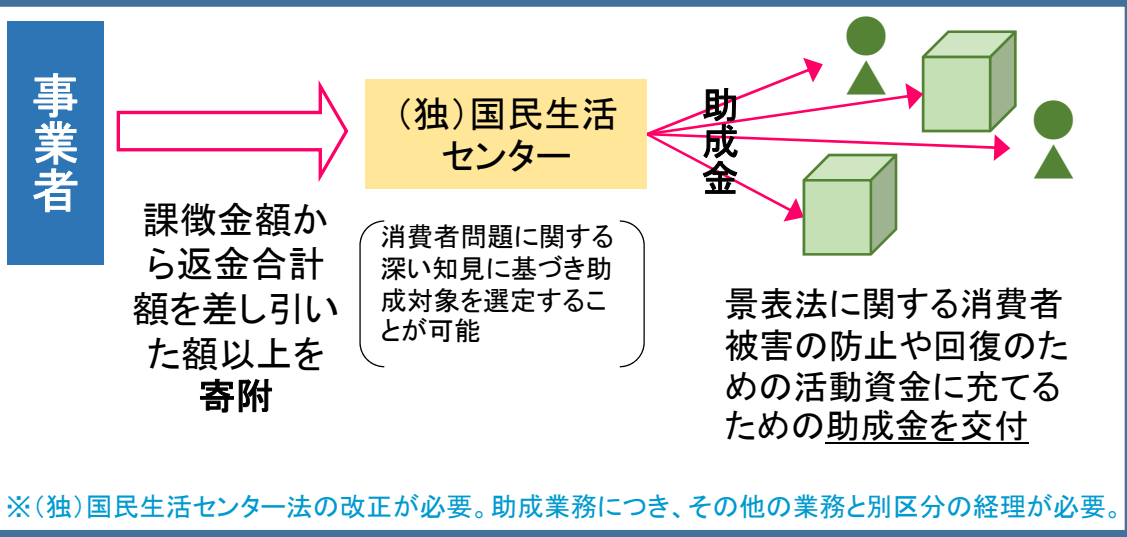 事業者
(独)国民生活
センター
助成金
課徴金額か
ら返金合計
額を差し引い
た額以上を
寄附
消費者問題に関する
深い知見に基づき助
成対象を選定するこ
とが可能
景表法に関する消費者
被害の防止や回復のた
めの活動資金に充てる
ための助成金を交付
※(独)国民生活センター法の改正が必要。助成業務につき、その他の業務と別区分の経理が必要。